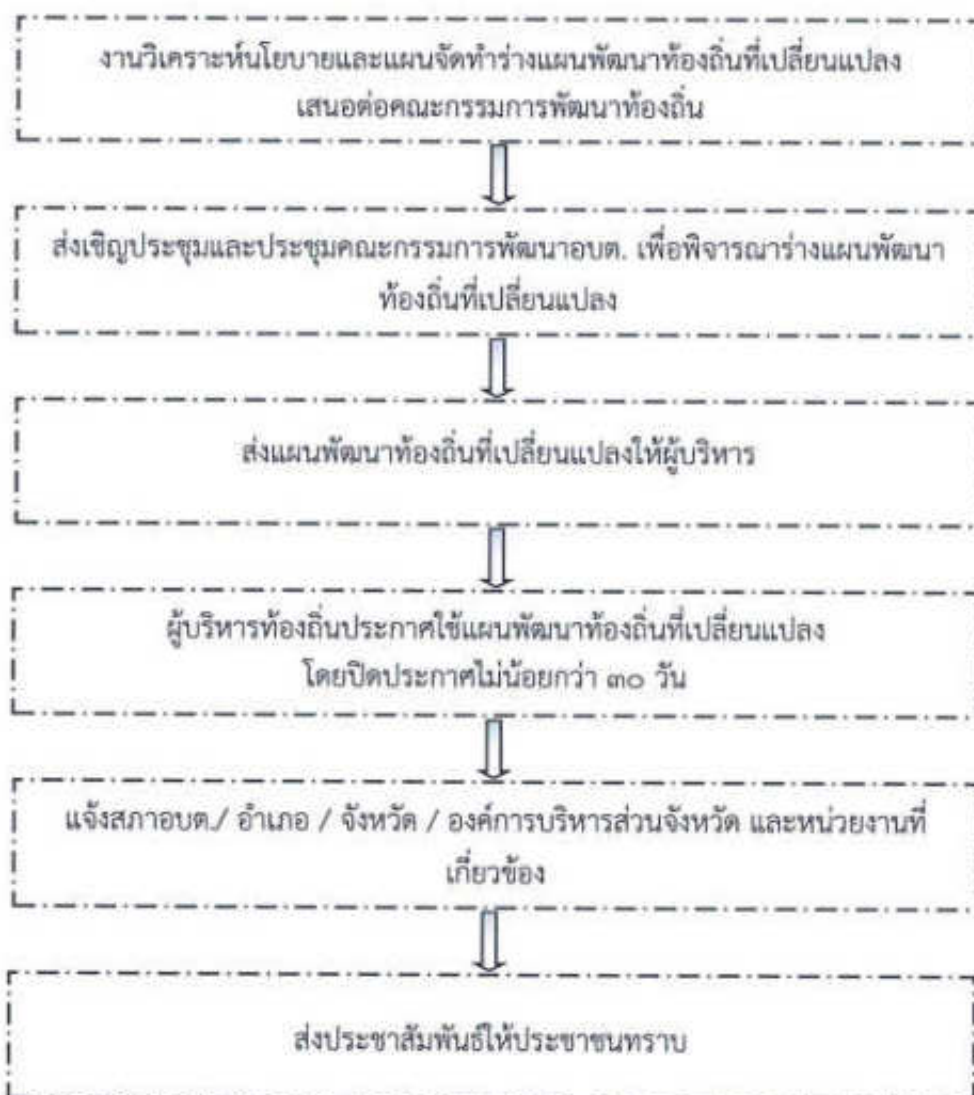 งานวิเคราะห์นโยบายและแผนจัดทำร่างแผนพัฒนาท้องถิ่นที่เปลี่ยนแปลง
เสนอต่อคณะกรรมการพัฒนาท้องถิ่น
ส่งเชิญประชุมและประชุมคณะกรรมการพัฒนาอบต. เพื่อพิจารณาร่างแผนพัฒนา
ท้องถิ่นที่เปลี่ยนแปลง
ส่งแผนพัฒนาท้องถิ่นที่เปลี่ยนแปลงให้ผู้บริหาร
ผู้บริหารท้องถิ่นประกาศใช้แผนพัฒนาท้องถิ่นที่เปลี่ยนแปลง
โดยปิดประกาศไม่น้อยกว่า ๓๐ วัน
แจ้งสภาอบต./ อำเภอ / จังหวัด / องค์การบริหารส่วนจังหวัด และหน่วยงานที่
เกี่ยวข้อง
ส่งประชาสัมพันธ์ให้ประชาชนทราบ